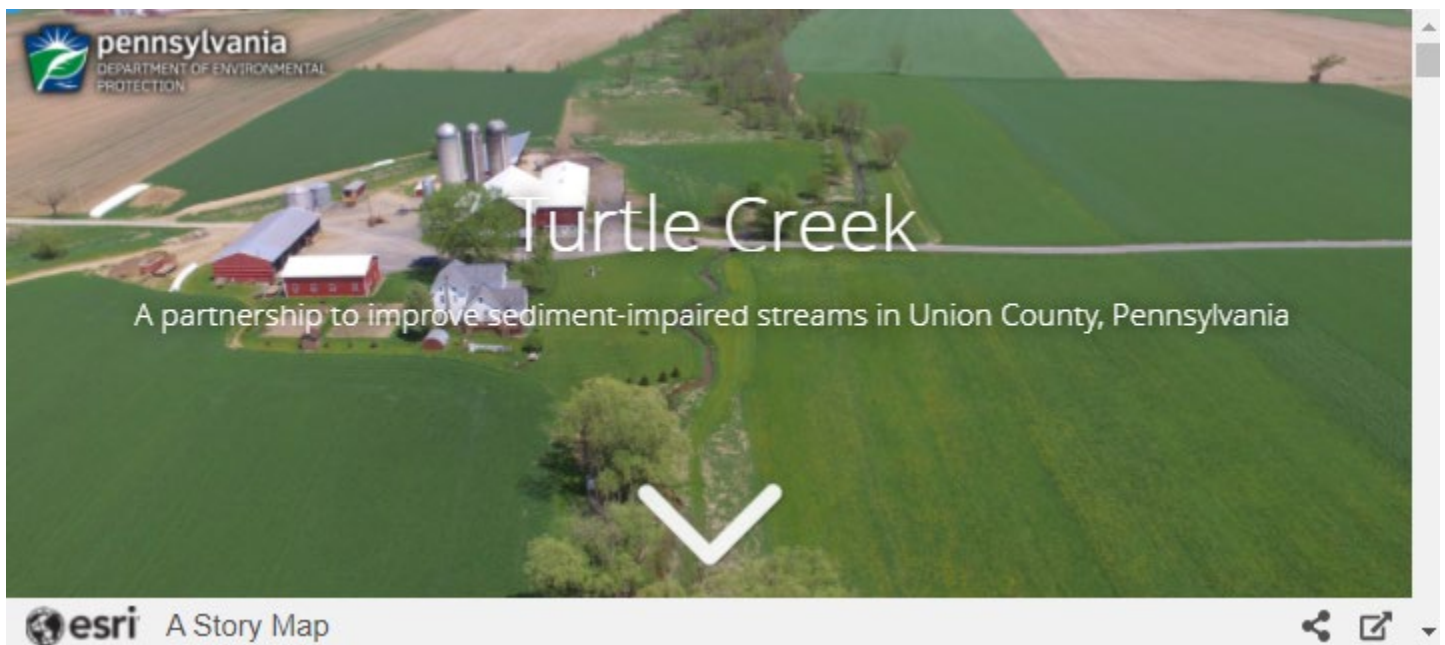 pennsylvania
DEPARTMENT OF ENVIRONMENTAL
PROTECTION
Turtle Creek
A partnership to improve sediment-impaired streams in Union County, Pennsylvania
esri A Story Map